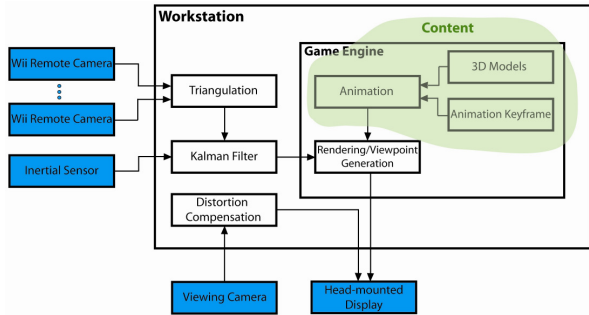 Workstation
Content
Game Engine
Wii Remote Camera
Triangulation
3D Models
Animation
Wii Remote Camera
Animation Keyframe
Inertial Sensor
Kalman Filter
Rendering/Viewpoint
Generation
Distortion
Compensation
Viewing Camera
Head-mounted
Display